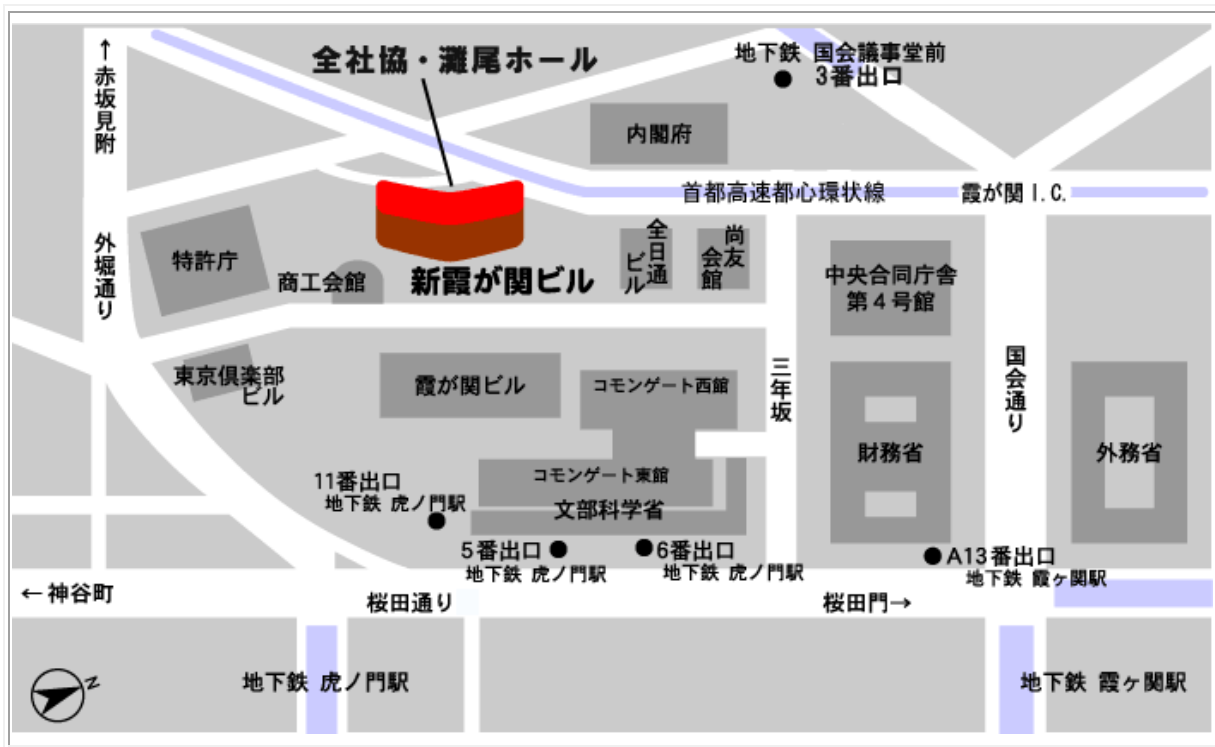 ↑赤坂見附
全社協・灘尾ホール
地下鉄 国会議事堂前
3番出口
内閣府
首都高速都心環状線
霞が関 I.C.
外堀通り
特許庁
商工会館
新霞が関ビル
全日通
ビル
尚友
会館
中央合同庁舎
第4号館
東京倶楽部
ビル
霞が関ビル
コモンゲート西館
三年坂
国会通り
財務省
外務省
コモンゲート東館
文部科学省
11番出口
地下鉄 虎ノ門駅
5番出口
地下鉄 虎ノ門駅
6番出口
地下鉄 虎ノ門駅
A13番出口
地下鉄 霞ヶ関駅
←神谷町
桜田通り
桜田門→
地下鉄 虎ノ門駅
地下鉄 霞ヶ関駅
N